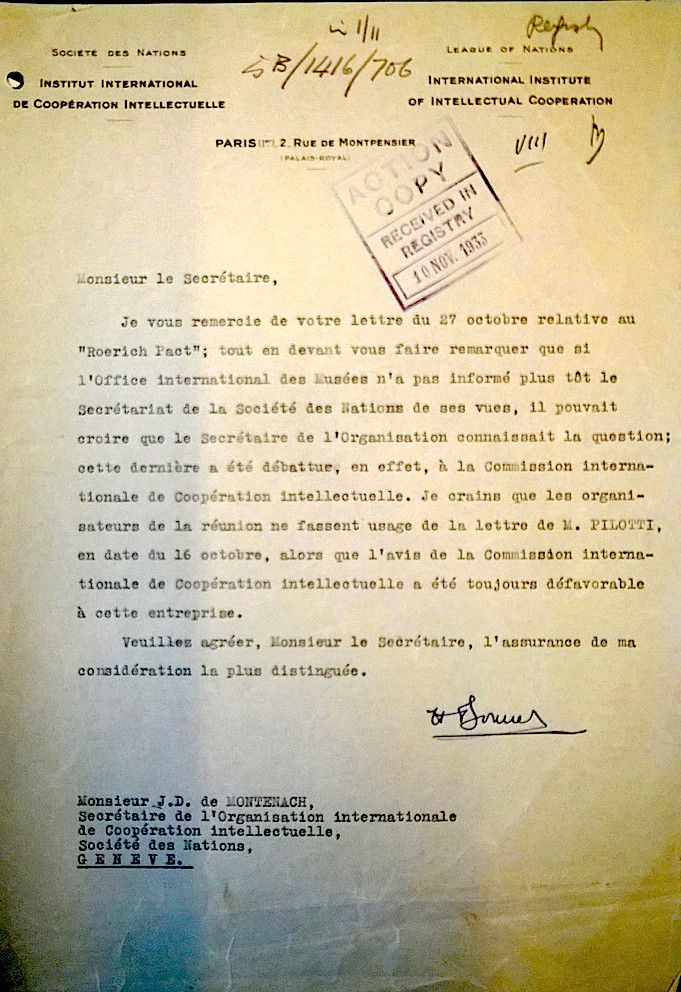 SOCIÉTÉ DES NATIONS
INSTITUT INTERNATIONAL
DE COOPÉRATION INTELLECTUELLE
B/1416/706
LEAGUE OF NATIONS
INTERNATIONAL INSTITUTE
OF INTELLECTUAL COOPERATION
PARIS (1er), 2, RUE DE MONTPENSIER
(PALAIS-ROYAL)
VIII
ACTION
COPY
RECEIVED IN
REGISTRY
10 NOV. 1933
Monsieur le Secrétaire,
Je vous remercie de votre lettre du 27 octobre relative au
"Roerich Pact"; tout en devant vous faire remarquer que si
l'Office international des Musées n'a pas informé plus tôt le
Secrétariat de la Société des Nations de ses vues, il pouvait
croire que le Secrétaire de l'Organisation connaissait la question;
cette dernière a été débattue, en effet, à la Commission interna-
tionale de Coopération intellectuelle. Je crains que les organi-
sateurs de la réunion ne fassent usage de la lettre de M. PILOTTI,
en date du 16 octobre, alors que l'avis de la Commission interna-
tionale de Coopération intellectuelle a été toujours défavorable
à cette entreprise.
Veuillez agréer, Monsieur le Secrétaire, l'assurance de ma
considération la plus distinguée.
Monsieur J.D. de MONTENACH,
Secrétaire de l'Organisation internationale
de Coopération intellectuelle,
Société des Nations,
G E N E V E.